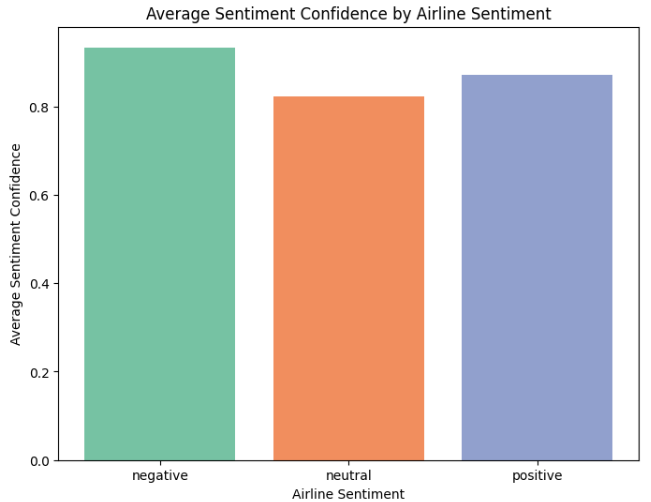 Average Sentiment Confidence by Airline Sentiment
Average Sentiment Confidence
0.8
0.6
0.4
0.2
0.0
negative
neutral
positive
Airline Sentiment